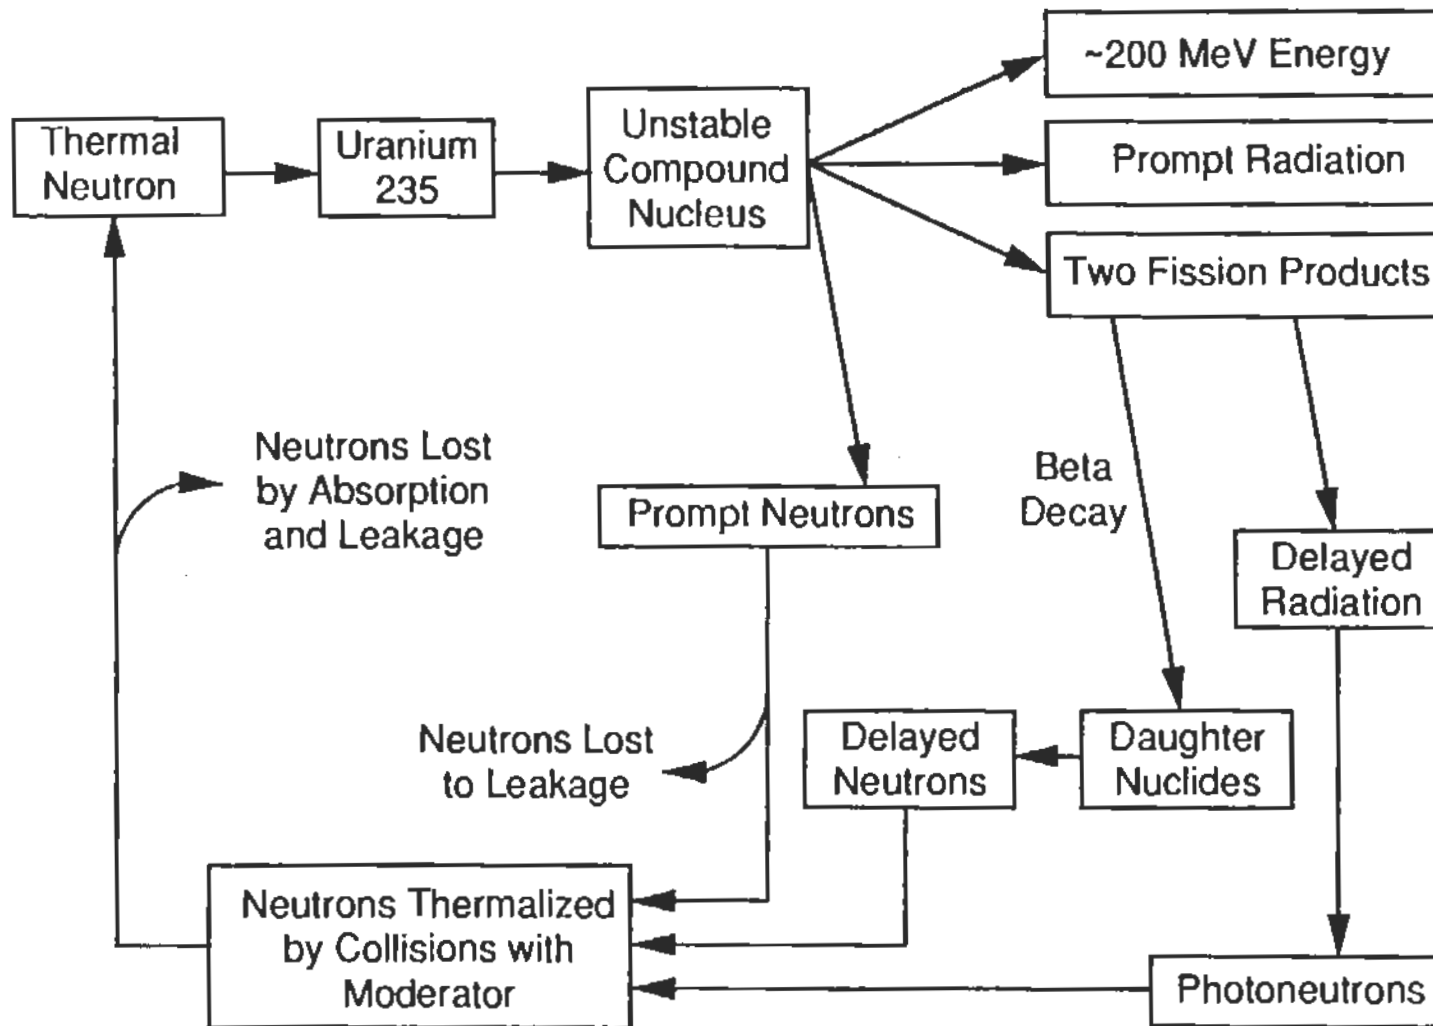 ~200 MeV Energy
Thermal
Neutron
Uranium
235
Unstable
Compound
Nucleus
Prompt Radiation
Two Fission Products
Neutrons Lost
by Absorption
and Leakage
Prompt Neutrons
Beta
Decay
Delayed
Radiation
Neutrons Lost
to Leakage
Delayed
Neutrons
Daughter
Nuclides
Neutrons Thermalized
by Collisions with
Moderator
Photoneutrons